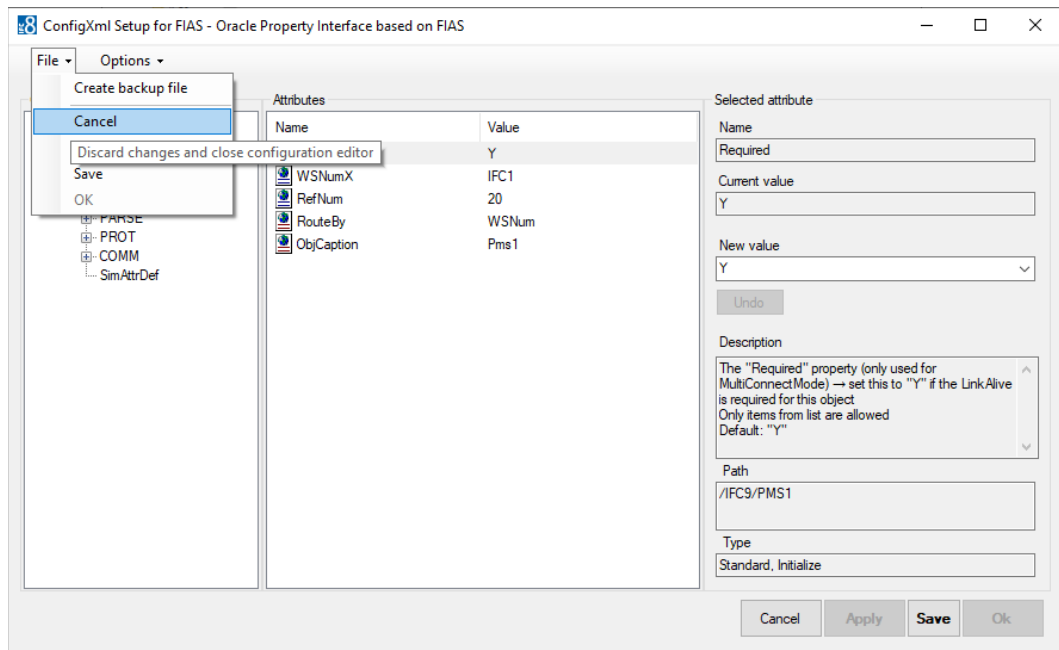 ConfigXml Setup for FIAS - Oracle Property Interface based on FIAS
File Options
Create backup file
Cancel
Discard changes and close configuration editor
Save
OK
PARSE
PROT
COMM
SimAttrDef
Attributes
Name Value
Y
WSNumX IFC1
RefNum 20
RouteBy WSNum
ObjCaption Pms1
Selected attribute
Name
Required
Current value
Y
New value
Y
Undo
Description
The "Required" property (only used for
MultiConnectMode) → set this to "Y" if the LinkAlive
is required for this object
Only items from list are allowed
Default: "Y"
Path
/IFC9/PMS1
Type
Standard, Initialize
Cancel Apply Save Ok